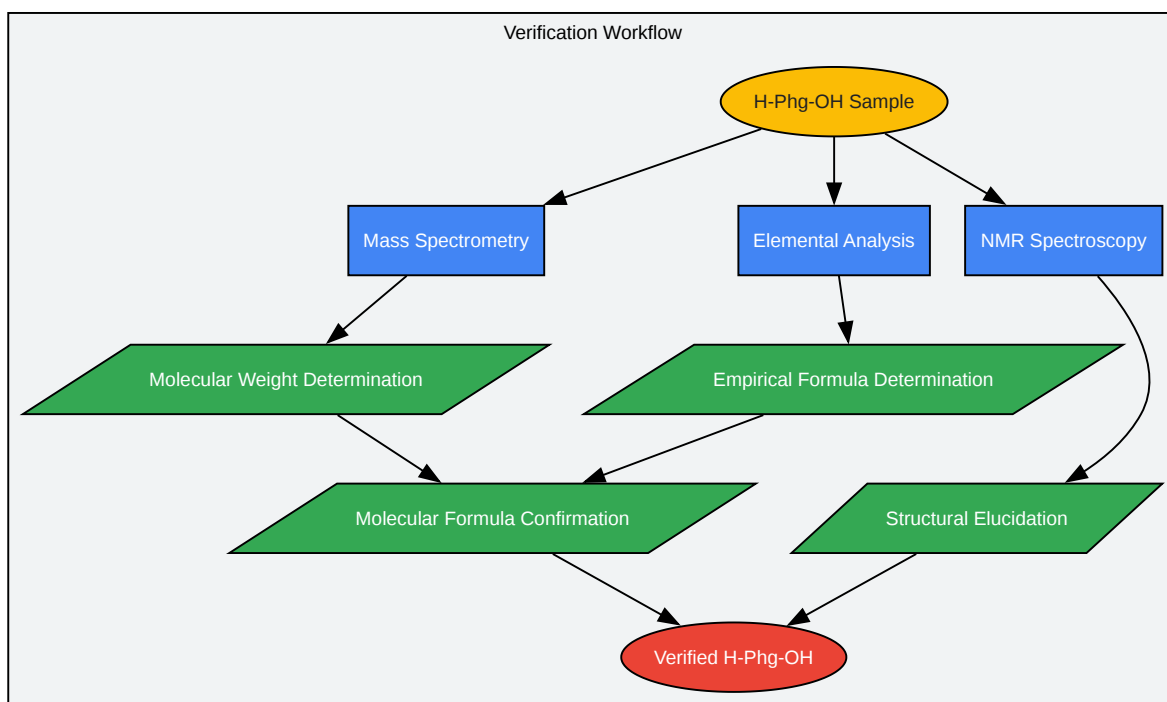 Verification Workflow
H-Phg-OH Sample
Mass Spectrometry
Elemental Analysis
NMR Spectroscopy
Molecular Weight Determination
Empirical Formula Determination
Molecular Formula Confirmation
Structural Elucidation
Verified H-Phg-OH